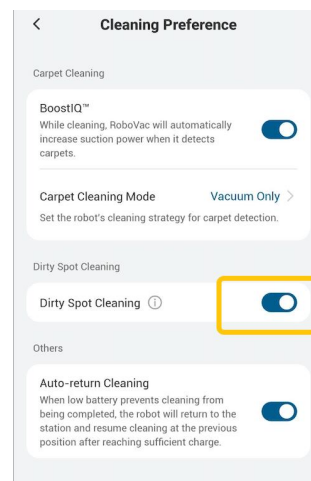 Cleaning Preference
Carpet Cleaning
BoostIQ™
While cleaning, RoboVac will automatically
increase suction power when it detects
carpets.
Carpet Cleaning Mode Vacuum Only
Set the robot's cleaning strategy for carpet detection.
Dirty Spot Cleaning
Dirty Spot Cleaning
Others
Auto-return Cleaning
When low battery prevents cleaning from
being completed, the robot will return to the
station and resume cleaning at the previous
position after reaching sufficient charge.